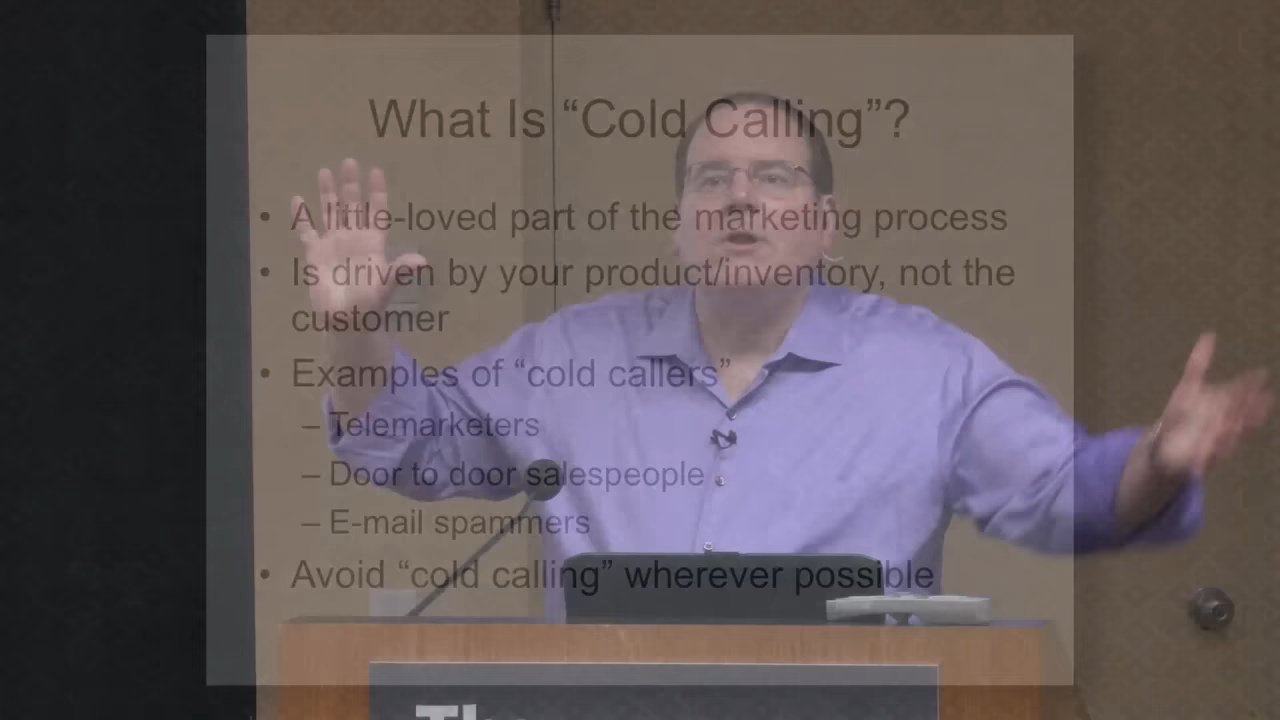 What Is “Cold Calling”?
• A little-loved part of the marketing process
• Is driven by your product/inventory, not the
customer
• Examples of “cold callers”
– Telemarketers
– Door to door salespeople
– E-mail spammers
• Avoid “cold calling” wherever possible
The